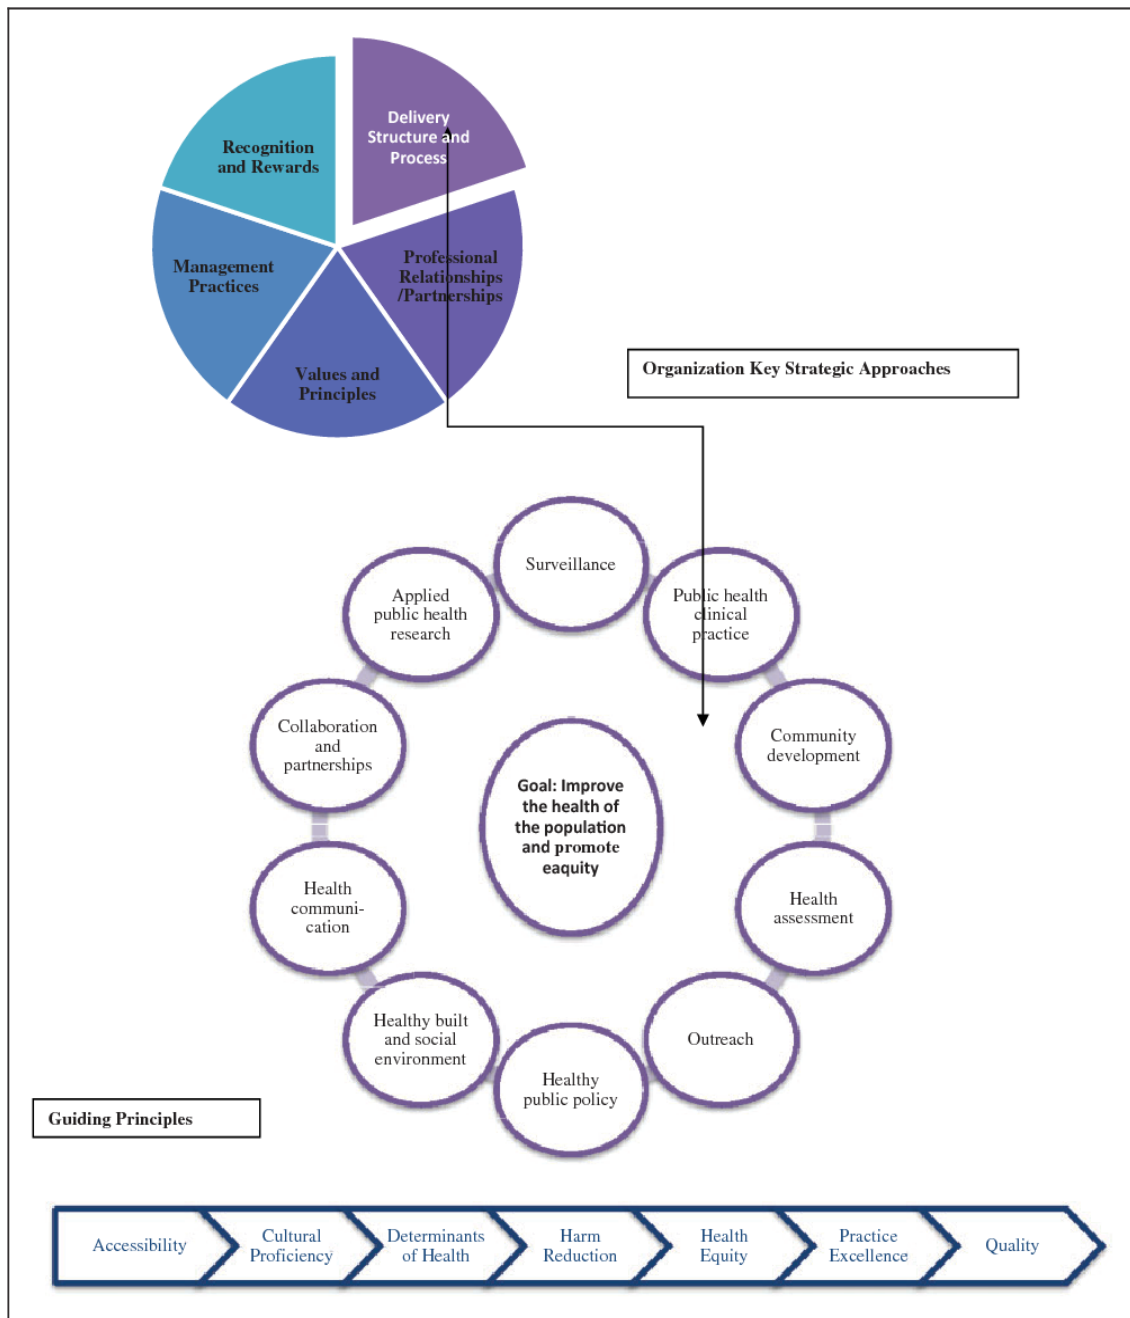 Delivery
Structure and
Process
Recognition
and Rewards
Professional
Relationships
/Partnerships
Management
Practices
Values and
Principles
Organization Key Strategic Approaches
Surveillance
Applied
public health
research
Public health
clinical
practice
Collaboration
and
partnerships
Community
development
Goal: Improve
the health of
the population
and promote
eaquity
Health
communi-
cation
Health
assessment
Healthy built
and social
environment
Outreach
Healthy
public policy
Guiding Principles
Accessibility
Cultural
Proficiency
Determinants
of Health
Harm
Reduction
Health
Equity
Practice
Excellence
Quality